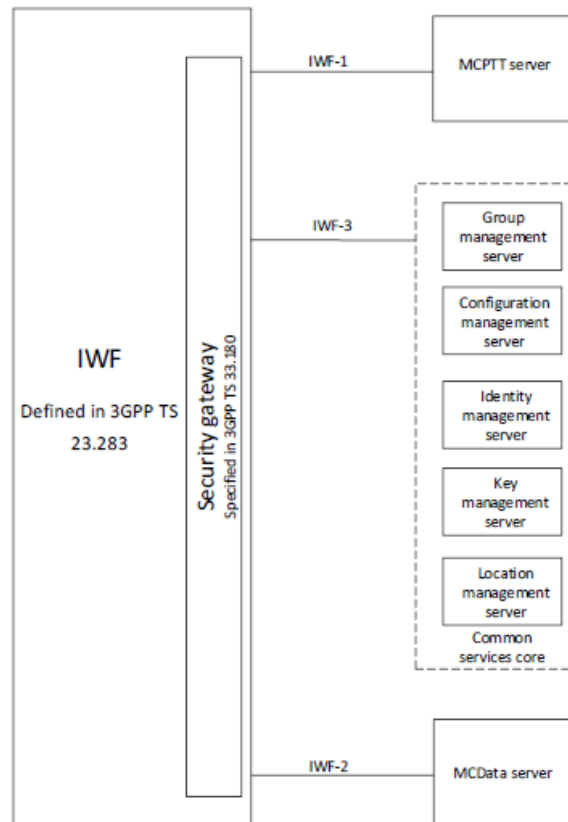 IWF-1
MCPTT server
IWF-3
Group
management
server
Configuration
management
server
Identity
management
server
Key
management
server
Location
management
server
Common
services core
IWF
Defined in 3GPP TS
23.283
Security gateway
Specified in 3GPP TS 33.180
IWF-2
MCData server